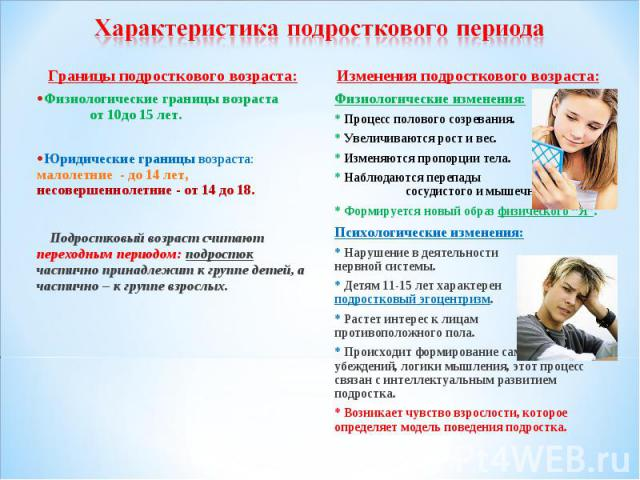 Характеристика подросткового периода
Границы подросткового возраста:
•Физиологические границы возраста
от 10до 15 лет.
•Юридические границы возраста:
малолетние - до 14 лет,
несовершеннолетние - от 14 до 18.
Подростковый возраст считают
переходным периодом: подросток
частично принадлежит к группе детей, а
частично – к группе взрослых.
Изменения подросткового возраста:
Физиологические изменения:
* Процесс полового созревания.
* Увеличиваются рост и вес.
* Изменяются пропорции тела.
* Наблюдаются перепады
сосудистого и
* Формируется новый образ физического "Я".
Психологические изменения:
* Нарушение в деятельности
нервной системы.
* Детям 11-15 лет характерен
подростковый эгоцентризм.
* Растет интерес к лицам
противоположного пола.
* Происходит формирование
убеждений, логики мышления, этот процесс
связан с интеллектуальным развитием
подростка.
* Возникает чувство взрослости, которое
определяет модель поведения подростка.
PPt4WEB.ru